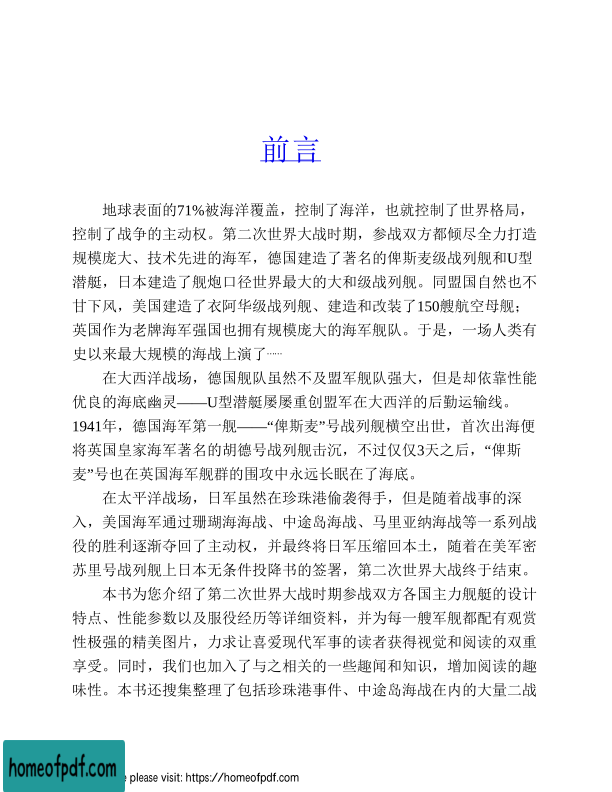 前言
地球表面的71%被海洋覆盖，控制了海洋，也就控制了世界格局，
控制了战争的主动权。第二次世界大战时期，参战双方都倾尽全力打造
规模庞大、技术先进的海军，德国建造了著名的俾斯麦级战列舰和U型
潜艇，日本建造了舰炮口径世界最大的大和级战列舰。同盟国自然也不
甘下风，美国建造了衣阿华级战列舰、建造和改装了150艘航空母舰；
英国作为老牌海军强国也拥有规模庞大的海军舰队。于是，一场人类有
史以来最大规模的海战上演了……
在大西洋战场，德国舰队虽然不及盟军舰队强大，但是却依靠性能
优良的海底幽灵——U型潜艇屡屡重创盟军在大西洋的后勤运输线。
1941年，德国海军第一舰——“俾斯麦”号战列舰横空出世，首次出海便
将英国皇家海军著名的胡德号战列舰击沉，不过仅仅3天之后，“俾斯
麦”号也在英国海军舰群的围攻中永远长眠在了海底。
在太平洋战场，日军虽然在珍珠港偷袭得手，但是随着战事的深
入，美国海军通过珊瑚海海战、中途岛海战、马里亚纳海战等一系列战
役的胜利逐渐夺回了主动权，并最终将日军压缩回本土，随着在美军密
苏里号战列舰上日本无条件投降书的签署，第二次世界大战终于结束。
本书为您介绍了第二次世界大战时期参战双方各国主力舰艇的设计
特点、性能参数以及服役经历等详细资料，并为每一艘军舰都配有观赏
性极强的精美图片，力求让喜爱现代军事的读者获得视觉和阅读的双重
享受。同时，我们也加入了与之相关的一些趣闻和知识，增加阅读的趣
味性。本书还搜集整理了包括珍珠港事件、中途岛海战在内的大量二战
homeofpdf.com
e please visit: https://homeofpdf.com